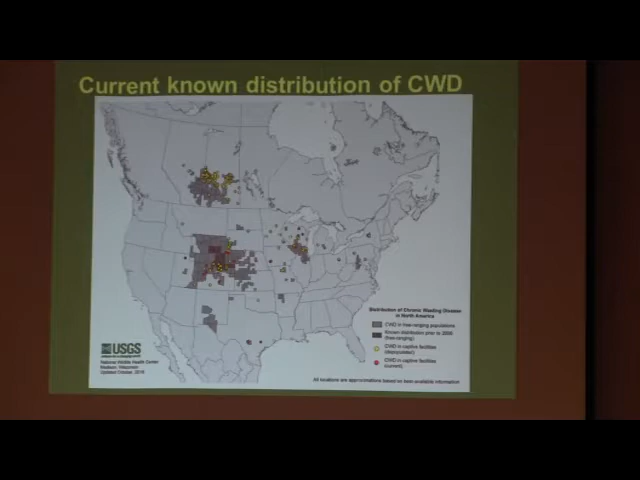 Current known distribution of CWD
Distribution of Chronic Wasting Disease
in North America
CWD in free-ranging populations
Known distribution prior to 2000
(free-ranging)
CWD in captive facilities
(depopulated)
CWD in captive facilities
(current)
USGS
National Wildlife Health Center
Madison, Wisconsin
Updated October, 2016
All locations are approximations based on best-available information